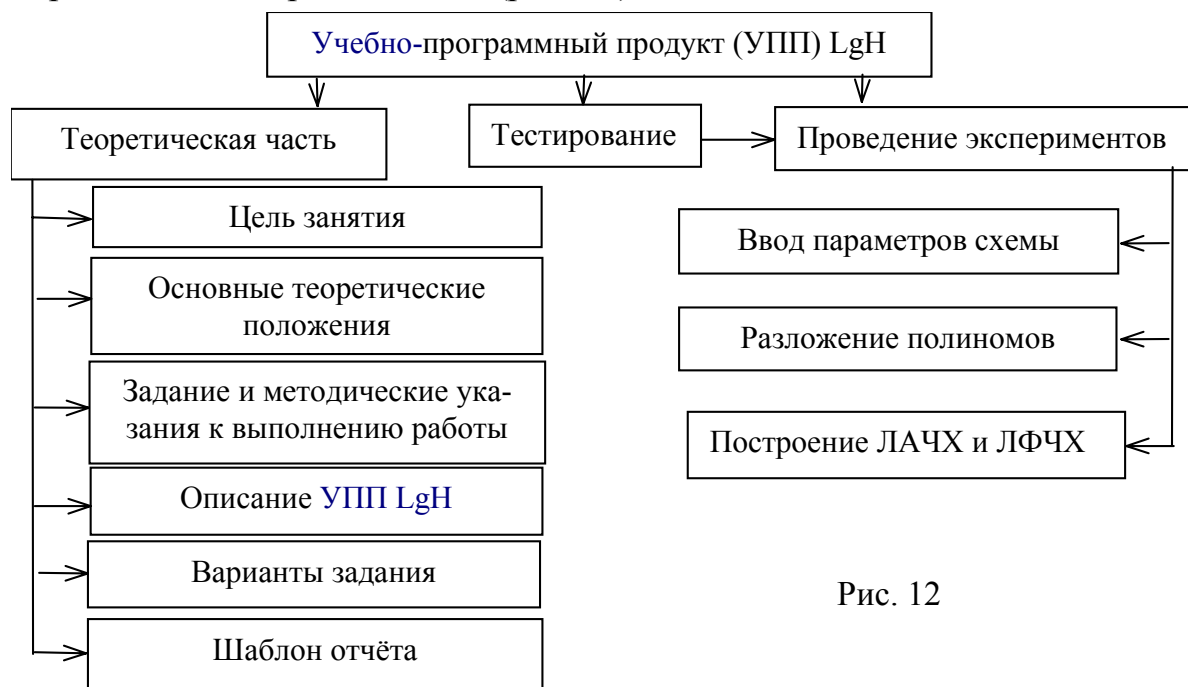 Учебно-программный продукт (УПП) LgH
Теоретическая часть
Тестирование
Проведение экспериментов
Цель занятия
Основные теоретические
положения
Задание и методические ука-
зания к выполнению работы
Описание УПП LgH
Варианты задания
Шаблон отчёта
Ввод параметров схемы
Разложение полиномов
Построение ЛАЧХ и ЛФЧХ
Рис. 12